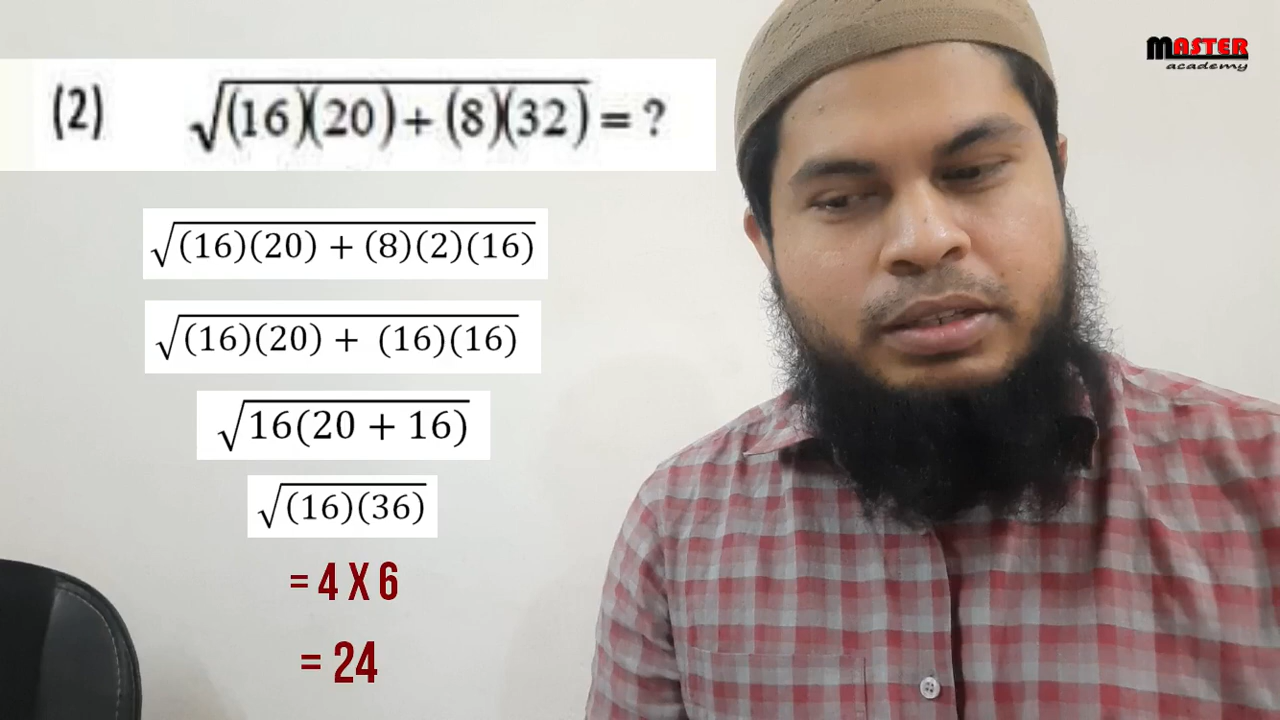 MASTER
academy
(2) √(16)(20) + (8)(32) = ?
√(16)(20) + (8)(2)(16)
√(16)(20) + (16)(16)
√16(20 + 16)
√(16)(36)
= 4 X 6
= 24